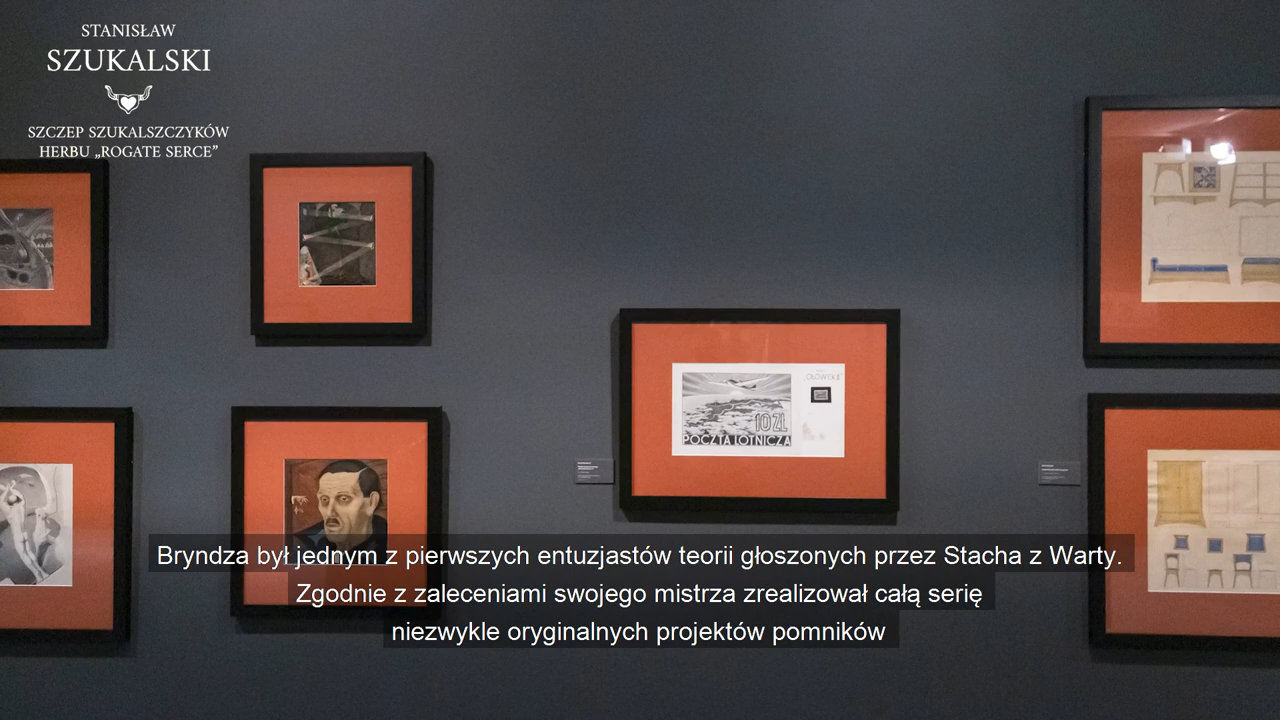 STANISŁAW
SZUKALSKI
SZCZEP SZUKALSZCZYKÓW
HERBU „ROGATE SERCE”
10 ZŁ
POCZTA LOTNICZA
Bryndza był jednym z pierwszych entuzjastów teorii głoszonych przez Stacha z Warty.
Zgodnie z zaleceniami swojego mistrza zrealizował całą serię
niezwykle oryginalnych projektów pomników